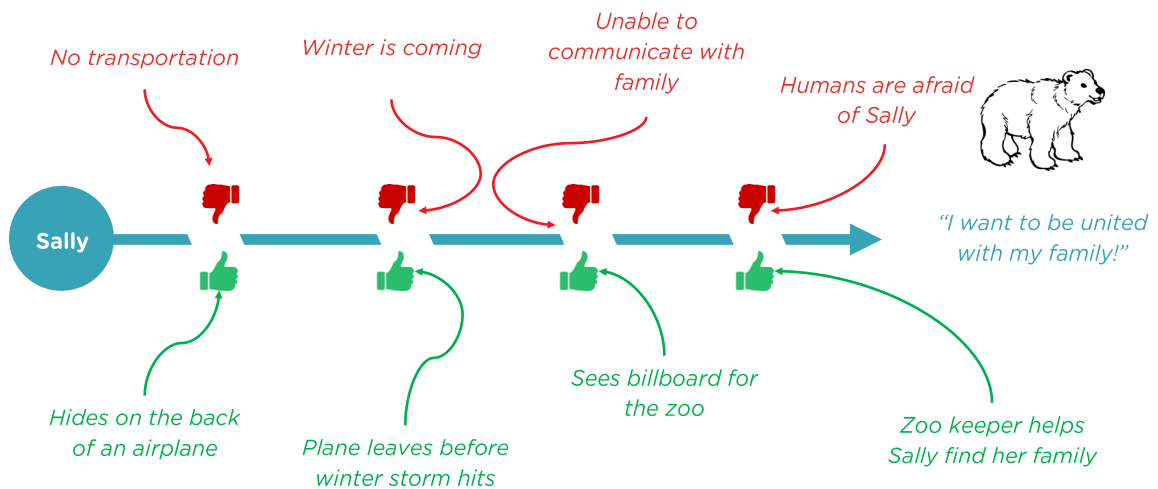 No transportation
Winter is coming
Unable to
communicate with
family
Humans are afraid
of Sally
Sally
“I want to be united
with my family!”
Hides on the back
of an airplane
Plane leaves before
winter storm hits
Sees billboard for
the zoo
Zoo keeper helps
Sally find her family